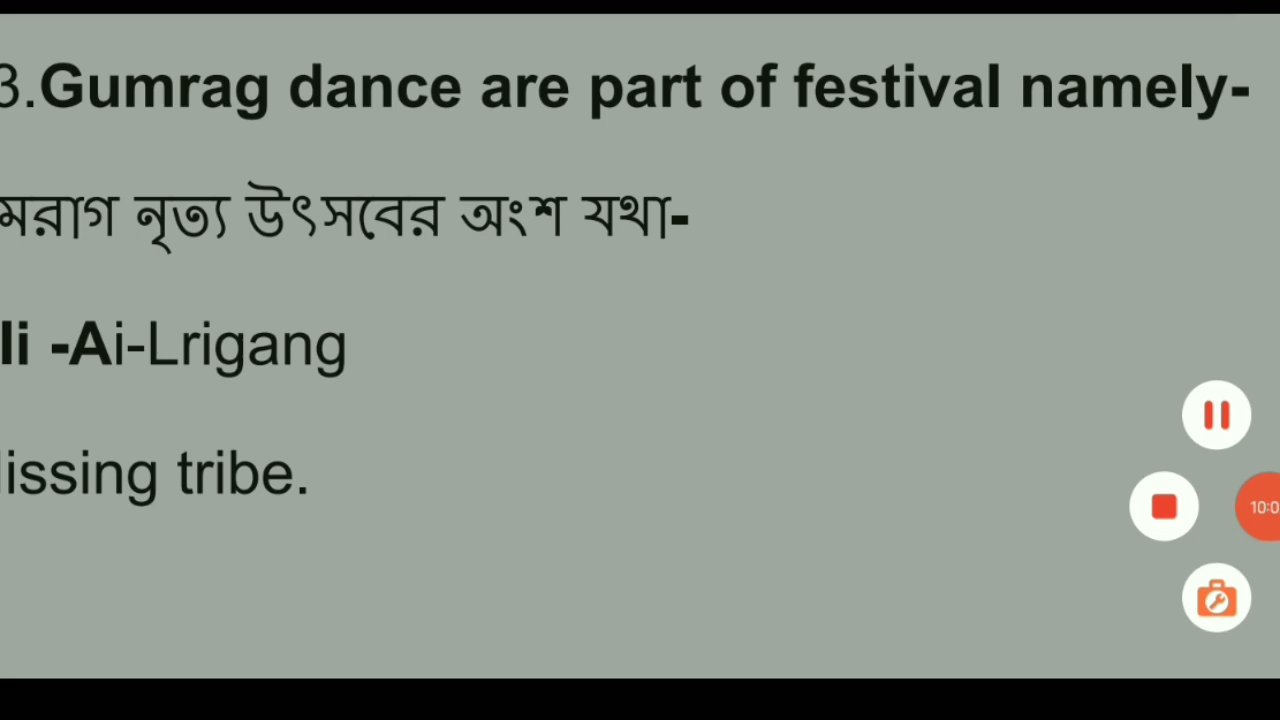 3.Gumrag dance are part of festival namely-
মরাগ নৃত্য উৎসবের অংশ যথা-
li -Ai-Lrigang
issing tribe.
10:0